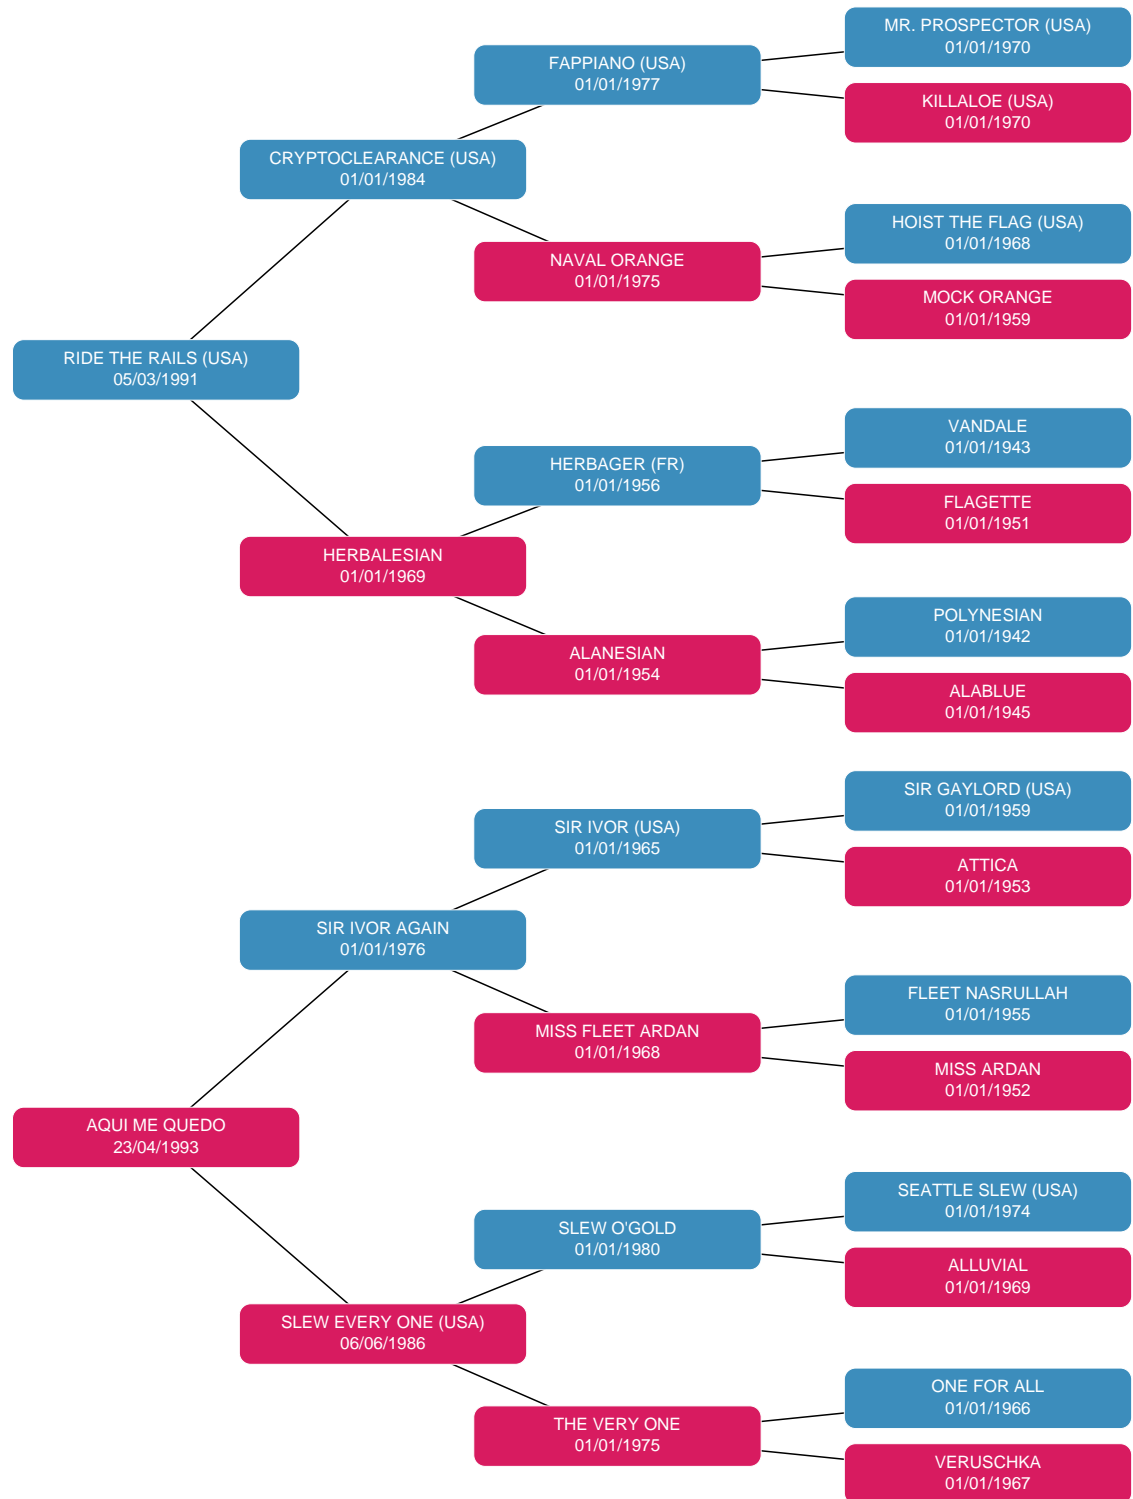 MR. PROSPECTOR (USA)
01/01/1970
FAPPIANO (USA)
01/01/1977
KILLALOE (USA)
01/01/1970
CRYPTOCLEARANCE (USA)
01/01/1984
HOIST THE FLAG (USA)
01/01/1968
NAVAL ORANGE
01/01/1975
MOCK ORANGE
01/01/1959
RIDE THE RAILS (USA)
05/03/1991
VANDALE
01/01/1943
HERBAGER (FR)
01/01/1956
FLAGETTE
01/01/1951
HERBALESIAN
01/01/1969
POLYNESIAN
01/01/1942
ALANESIAN
01/01/1954
ALABLUE
01/01/1945
SIR GAYLORD (USA)
01/01/1959
SIR IVOR (USA)
01/01/1965
ATTICA
01/01/1953
SIR IVOR AGAIN
01/01/1976
FLEET NASRULLAH
01/01/1955
MISS FLEET ARDAN
01/01/1968
MISS ARDAN
01/01/1952
AQUI ME QUEDO
23/04/1993
SEATTLE SLEW (USA)
01/01/1974
SLEW O'GOLD
01/01/1980
ALLUVIAL
01/01/1969
SLEW EVERY ONE (USA)
06/06/1986
ONE FOR ALL
01/01/1966
THE VERY ONE
01/01/1975
VERUSCHKA
01/01/1967